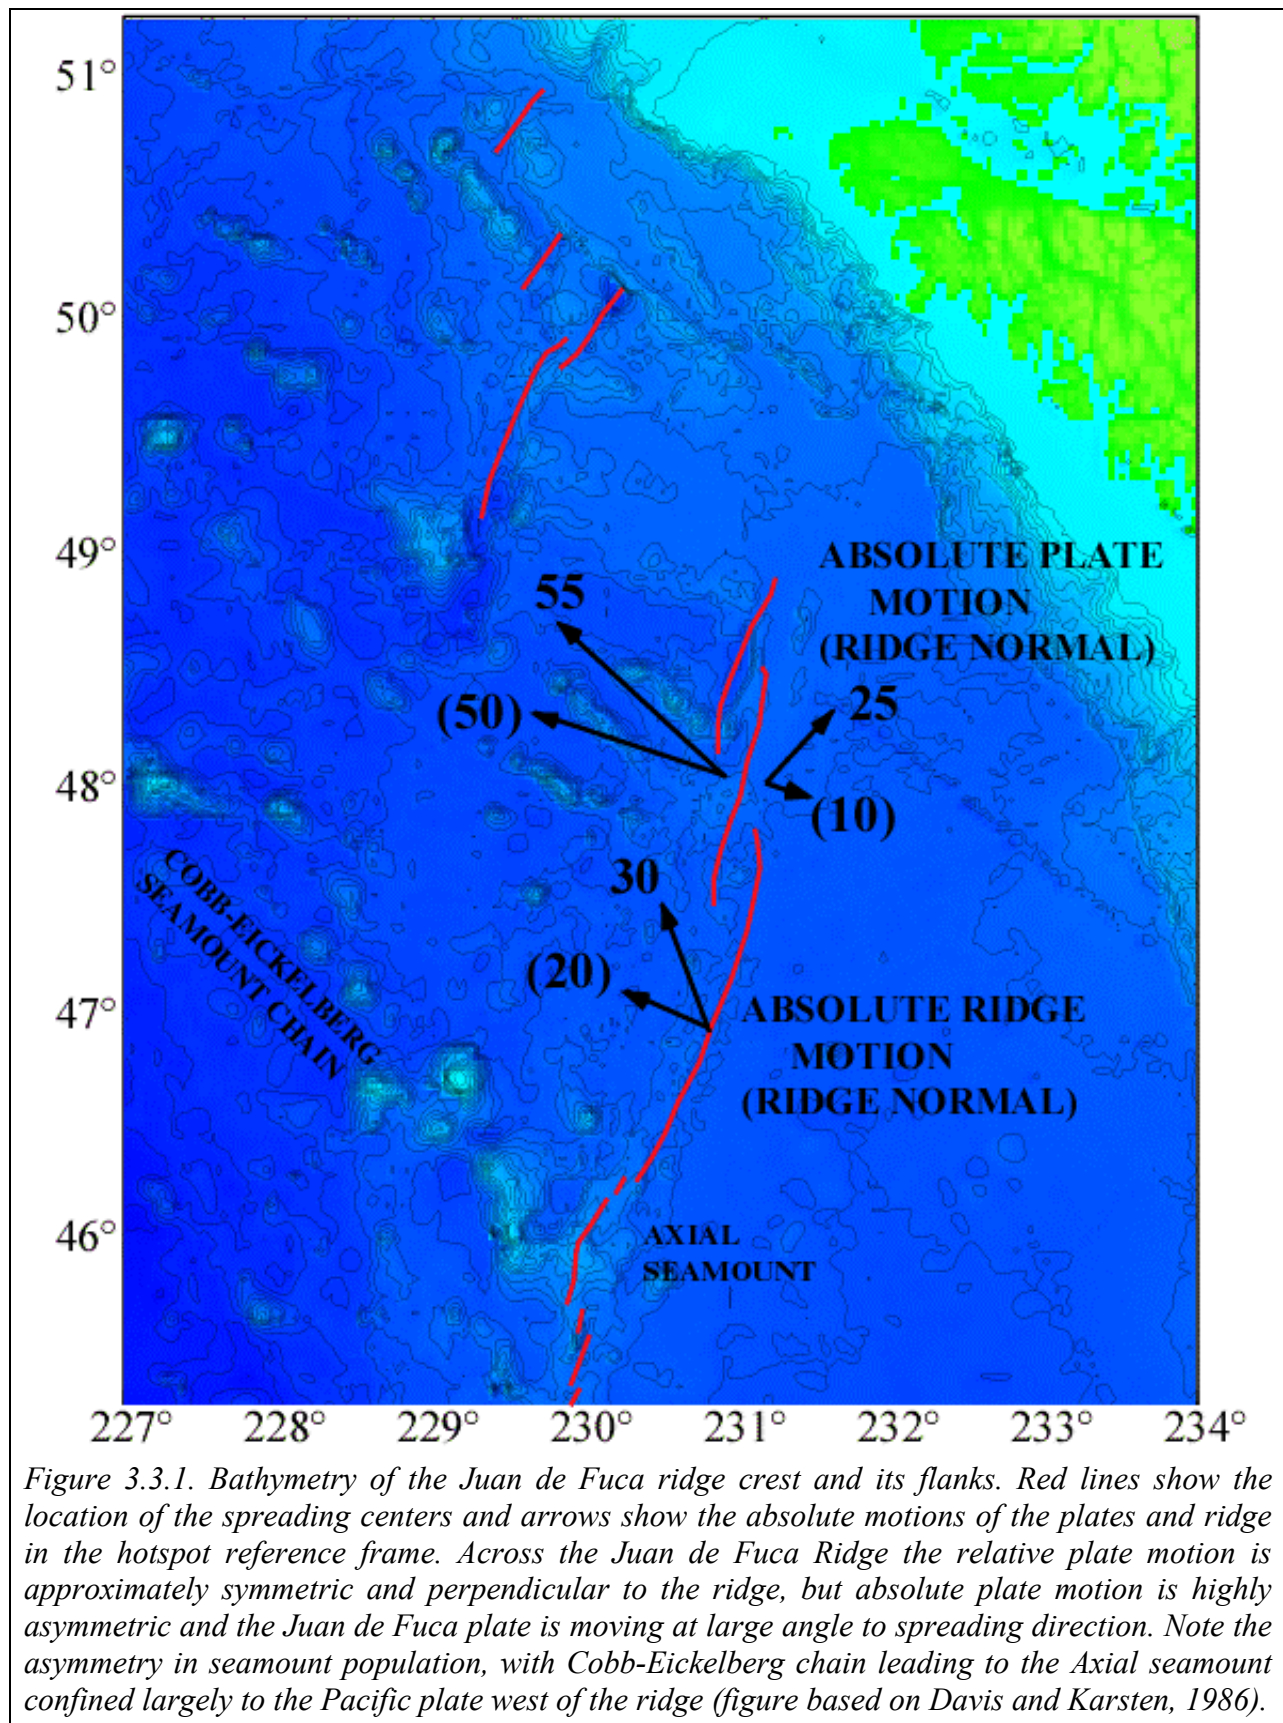 51°
50°
49°
ABSOLUTE PLATE
MOTION
(RIDGE NORMAL)
55
(50)
25
48°
(10)
30
COBB-EICKELBERG
SEAMOUNT CHAIN
(20)
47°
ABSOLUTE RIDGE
MOTION
(RIDGE NORMAL)
46°
AXIAL
SEAMOUNT
227° 228° 229° 230° 231° 232° 233° 234°
Figure 3.3.1. Bathymetry of the Juan de Fuca ridge crest and its flanks. Red lines show the
location of the spreading centers and arrows show the absolute motions of the plates and ridge
in the hotspot reference frame. Across the Juan de Fuca Ridge the relative plate motion is
approximately symmetric and perpendicular to the ridge, but absolute plate motion is highly
asymmetric and the Juan de Fuca plate is moving at large angle to spreading direction. Note the
asymmetry in seamount population, with Cobb-Eickelberg chain leading to the Axial seamount
confined largely to the Pacific plate west of the ridge (figure based on Davis and Karsten, 1986).